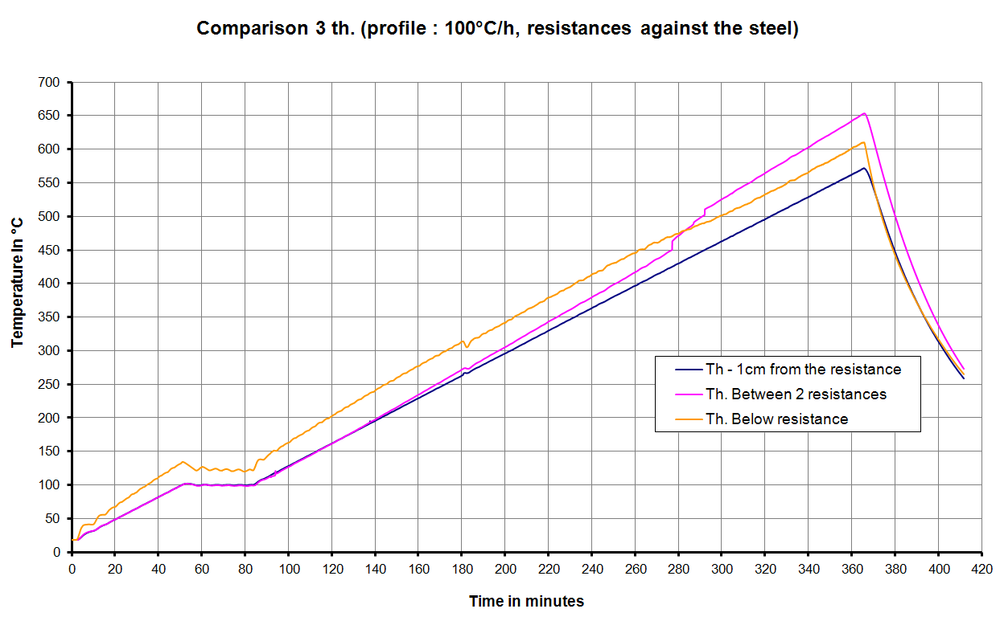 Comparison 3 th. (profile : 100°C/h, resistances against the steel)
700
650
600
550
500
450
400
350
300
250
200
150
100
50
0
Temperature In °C
Th - 1cm from the resistance
Th. Between 2 resistances
Th. Below resistance
0 20 40 60 80 100 120 140 160 180 200 220 240 260 280 300 320 340 360 380 400 420
Time in minutes